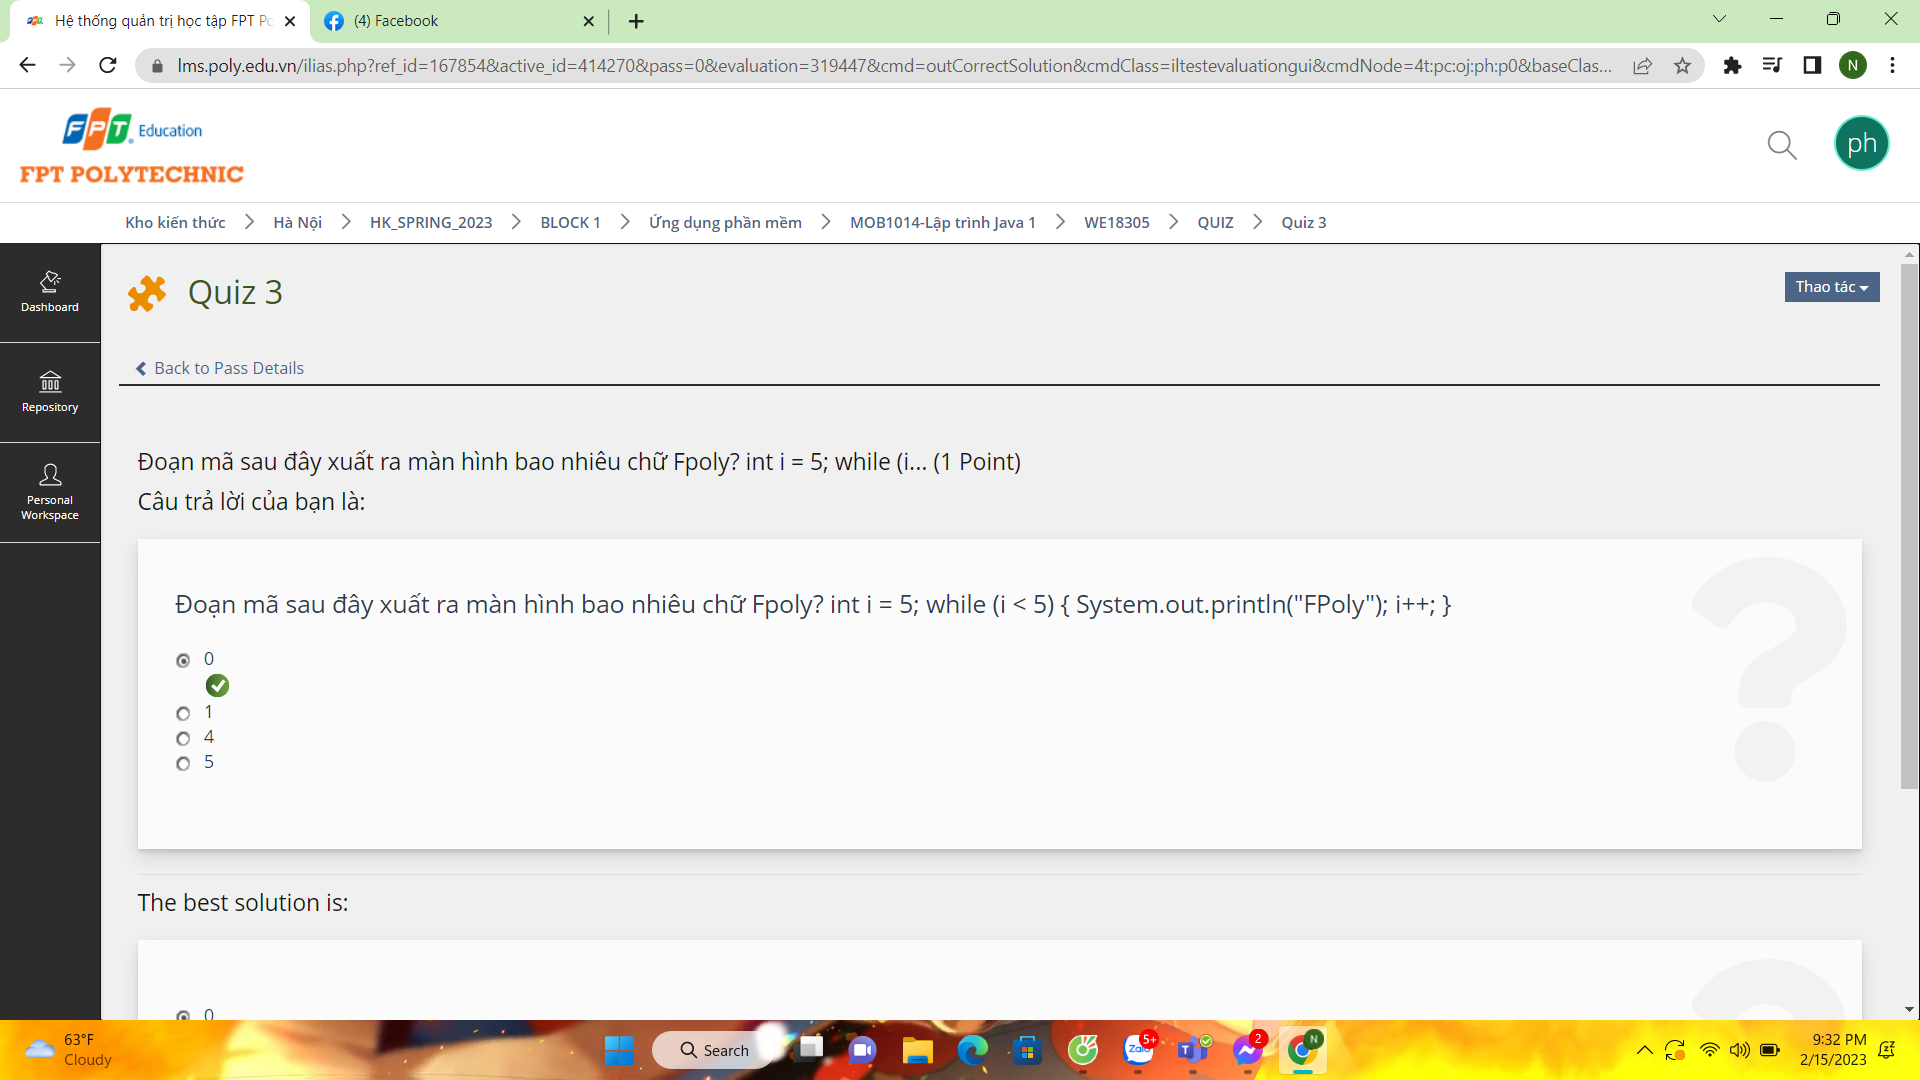 Hệ thống quản trị học tập FPT Po
(4) Facebook
lms.poly.edu.vn/ilias.php?ref_id=167854&active_id=414270&pass=0&evaluation=319447&cmd=outCorrectSolution&cmdClass=iltestevaluationgui&cmdNode=4t:pc:oj:ph:p0&baseClas...
N
FPT Education
FPT POLYTECHNIC
ph
Kho kiến thức > Hà Nội > HK_SPRING_2023 > BLOCK 1 > Ứng dụng phần mềm > MOB1014-Lập trình Java 1 > WE18305 > QUIZ > Quiz 3
Dashboard
Repository
Personal
Workspace
Quiz 3
Thao tác
Back to Pass Details
Đoạn mã sau đây xuất ra màn hình bao nhiêu chữ Fpoly? int i = 5; while (i... (1 Point)
Câu trả lời của bạn là:
Đoạn mã sau đây xuất ra màn hình bao nhiêu chữ Fpoly? int i = 5; while (i < 5) { System.out.println("FPoly"); i++; }
0
1
4
5
The best solution is:
0
63°F
Cloudy
Search
Zalo
5+
T
2
N
9:32 PM
2/15/2023